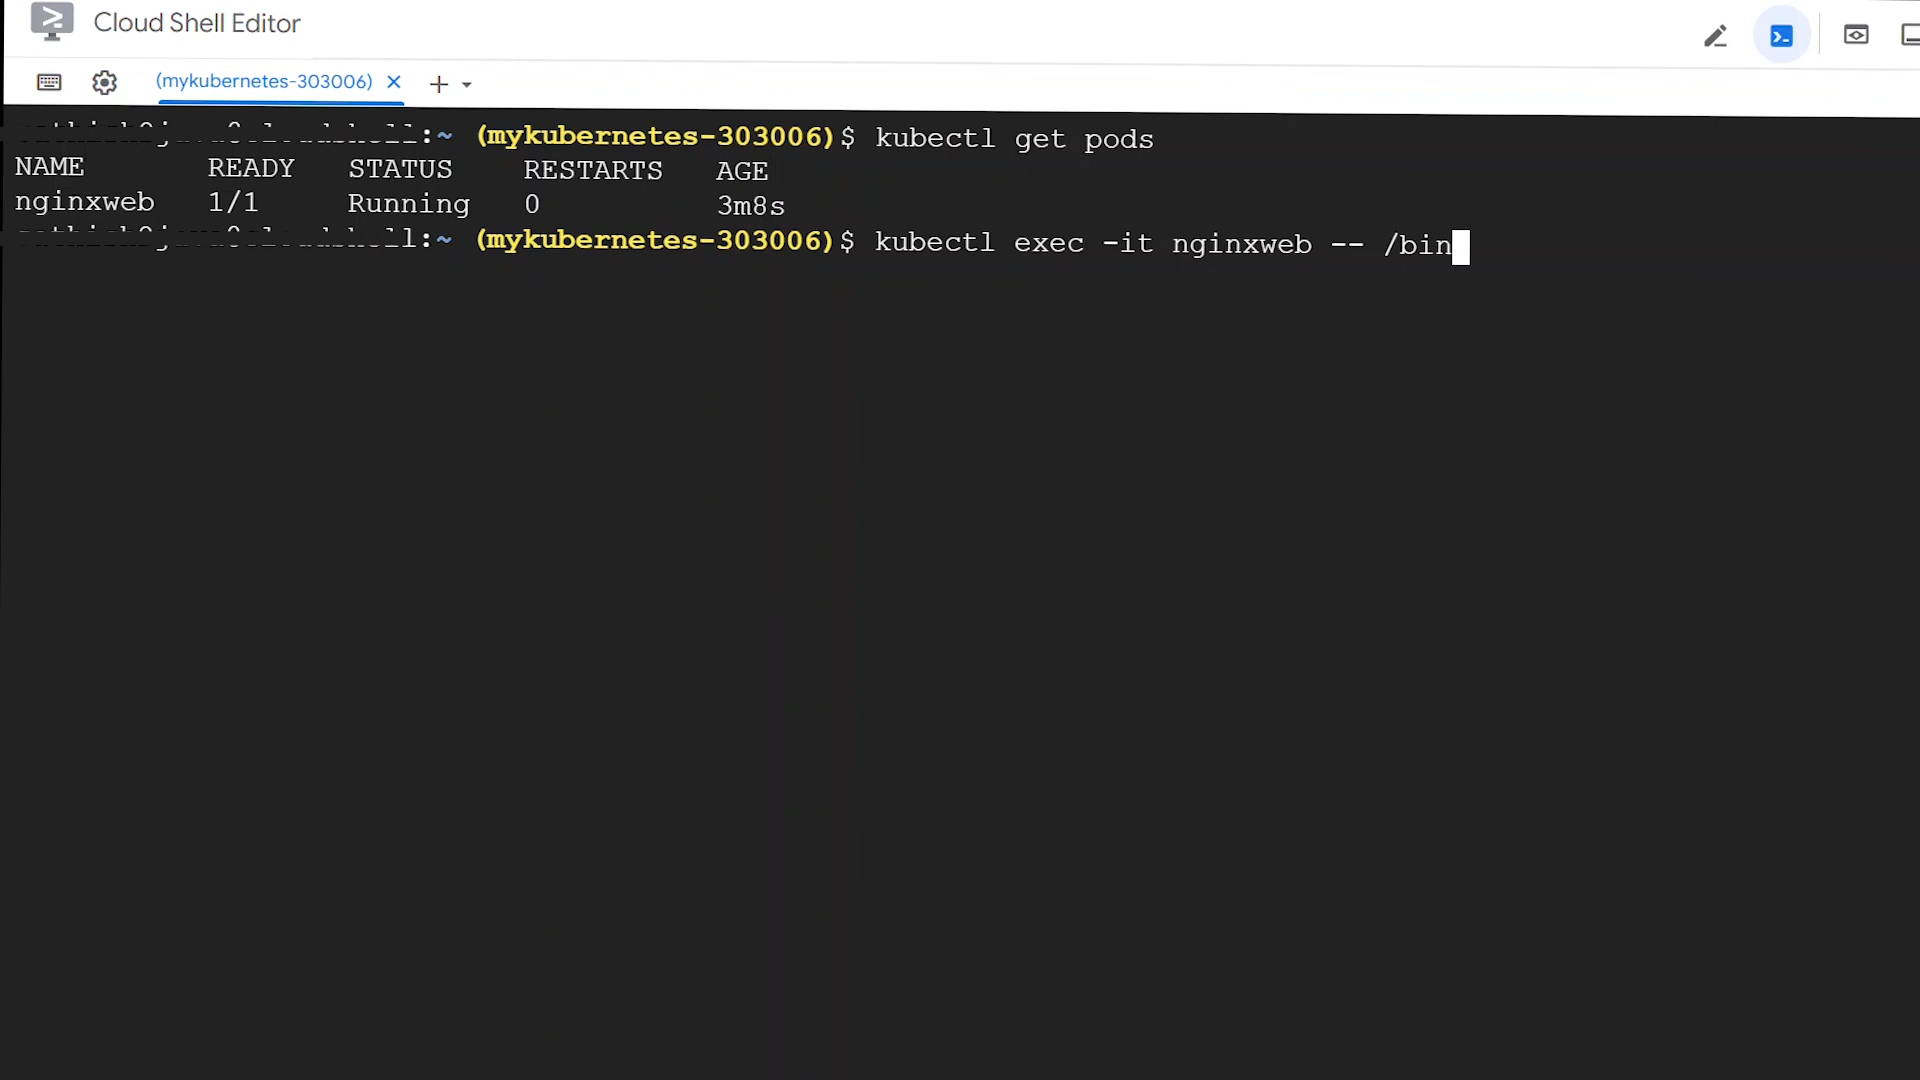 Cloud Shell Editor
(mykubernetes-303006)
:~ (mykubernetes-303006)$ kubectl get pods
NAME READY STATUS RESTARTS AGE
nginxweb 1/1 Running 0 3m8s
:~ (mykubernetes-303006)$ kubectl exec -it nginxweb -- /bin